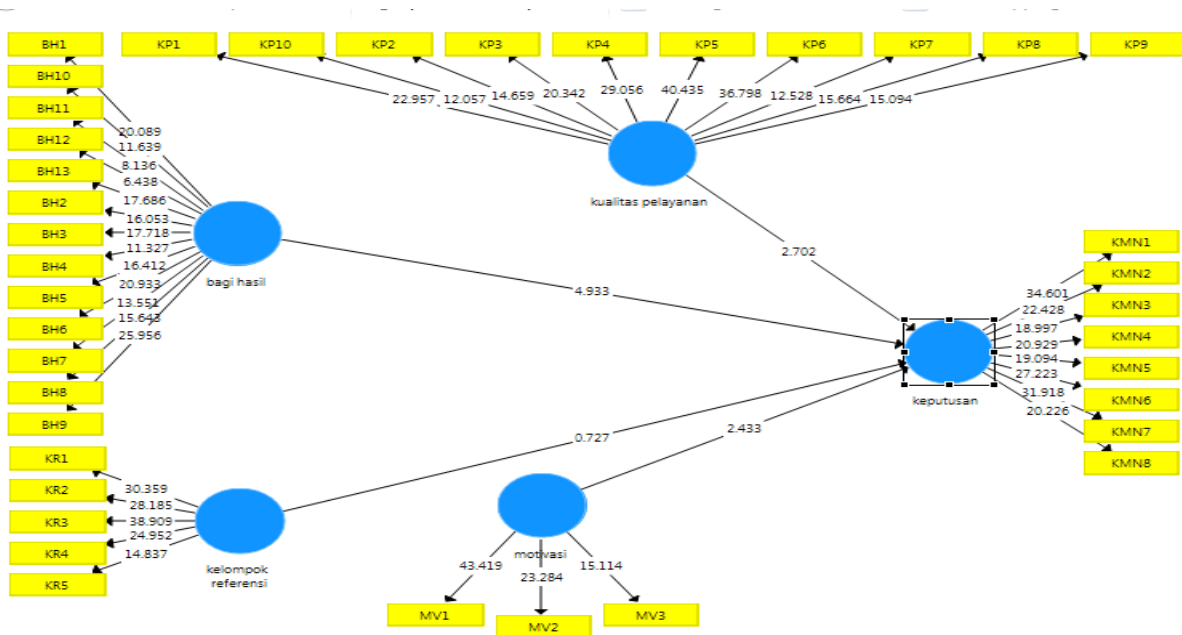 BH1
KP1
KP10
KP2
KP3
KP4
KP5
KP6
KP7
KP8
KP9
BH10
BH11
BH12
BH13
BH2
BH3
BH4
BH5
BH6
BH7
BH8
BH9
22.957
12.057
14.659
20.342
29.056
40.435
36.798
12.528
15.664
15.094
20.089
11.639
8.136
6.438
17.686
16.053
17.718
11.327
16.412
20.933
13.551
15.643
25.956
kualitas pelayanan
bagi hasil
2.702
4.933
KMN1
KMN2
KMN3
KMN4
KMN5
KMN6
KMN7
KMN8
34.601
22.428
18.997
20.929
19.094
27.223
31.918
20.226
keputusan
0.727
2.433
KR1
KR2
KR3
KR4
KR5
30.359
28.185
38.909
24.952
14.837
kelompok
referensi
motivasi
43.419
23.284
15.114
MV1
MV2
MV3